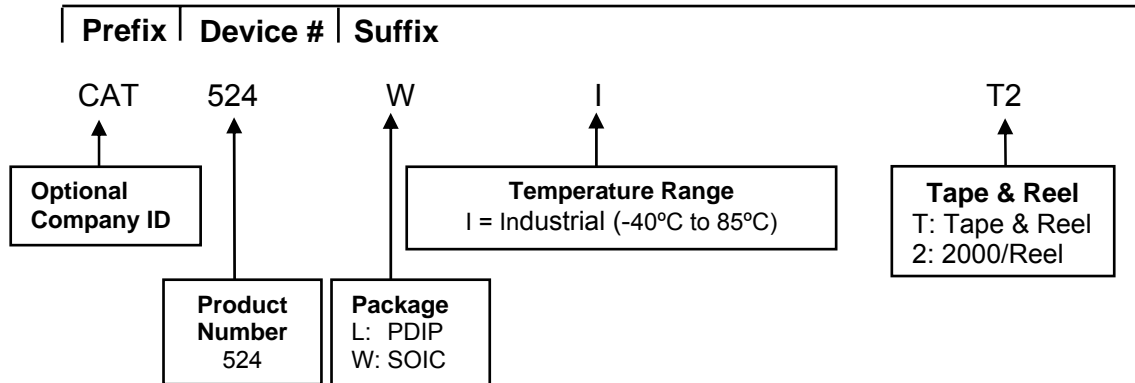 Prefix Device # Suffix
CAT 524 W I T2
Optional
Company ID
Temperature Range
I = Industrial (-40ºC to 85ºC)
Tape & Reel
T: Tape & Reel
2: 2000/Reel
Product
Number
524
Package
L: PDIP
W: SOIC